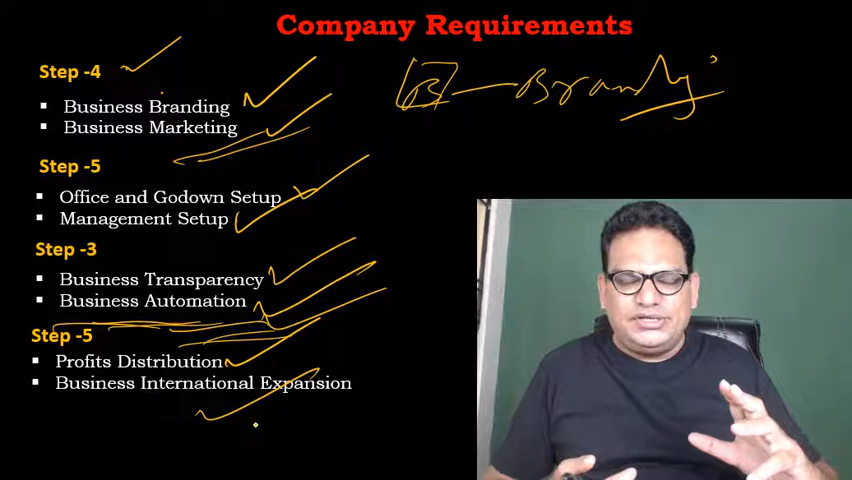 Company Requirements
Step -4
Business Branding
Business Marketing
Step -5
Office and Godown Setup
Management Setup
Step -3
Business Transparency
Business Automation
Step -5
Profits Distribution
Business International Expansion
B